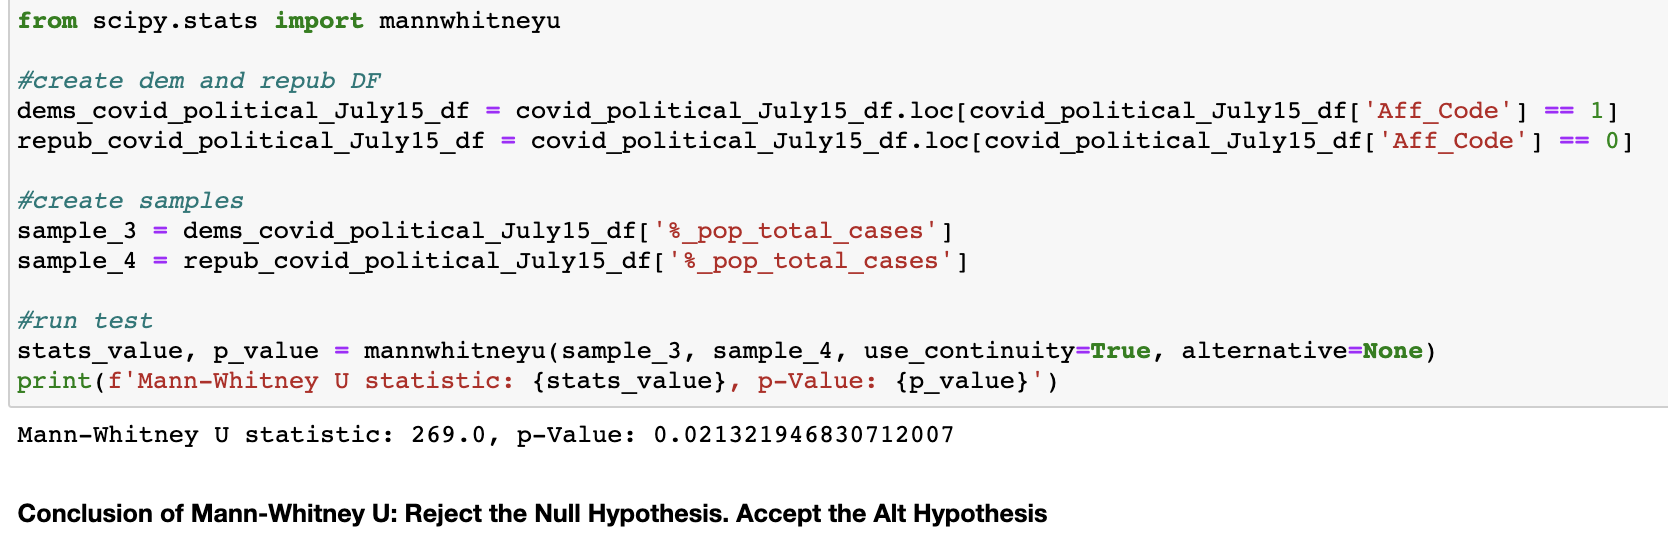 from scipy.stats import mannwhitneyu
#create dem and repub DF
dems_covid_political_July15_df = covid_political_July15_df.loc[covid_political_July15_df['Aff_Code'] == 1]
repub_covid_political_July15_df = covid_political_July15_df.loc[covid_political_July15_df['Aff_Code'] == 0]
#create samples
sample_3 = dems_covid_political_July15_df['%_pop_total_cases']
sample_4 = repub_covid_political_July15_df['%_pop_total_cases']
#run test
stats_value, p_value = mannwhitneyu(sample_3, sample_4, use_continuity=True, alternative=None)
print(f'Mann-Whitney U statistic: {stats_value}, p-Value: {p_value}')
Mann-Whitney U statistic: 269.0, p-Value: 0.021321946830712007
Conclusion of Mann-Whitney U: Reject the Null Hypothesis. Accept the Alt Hypothesis